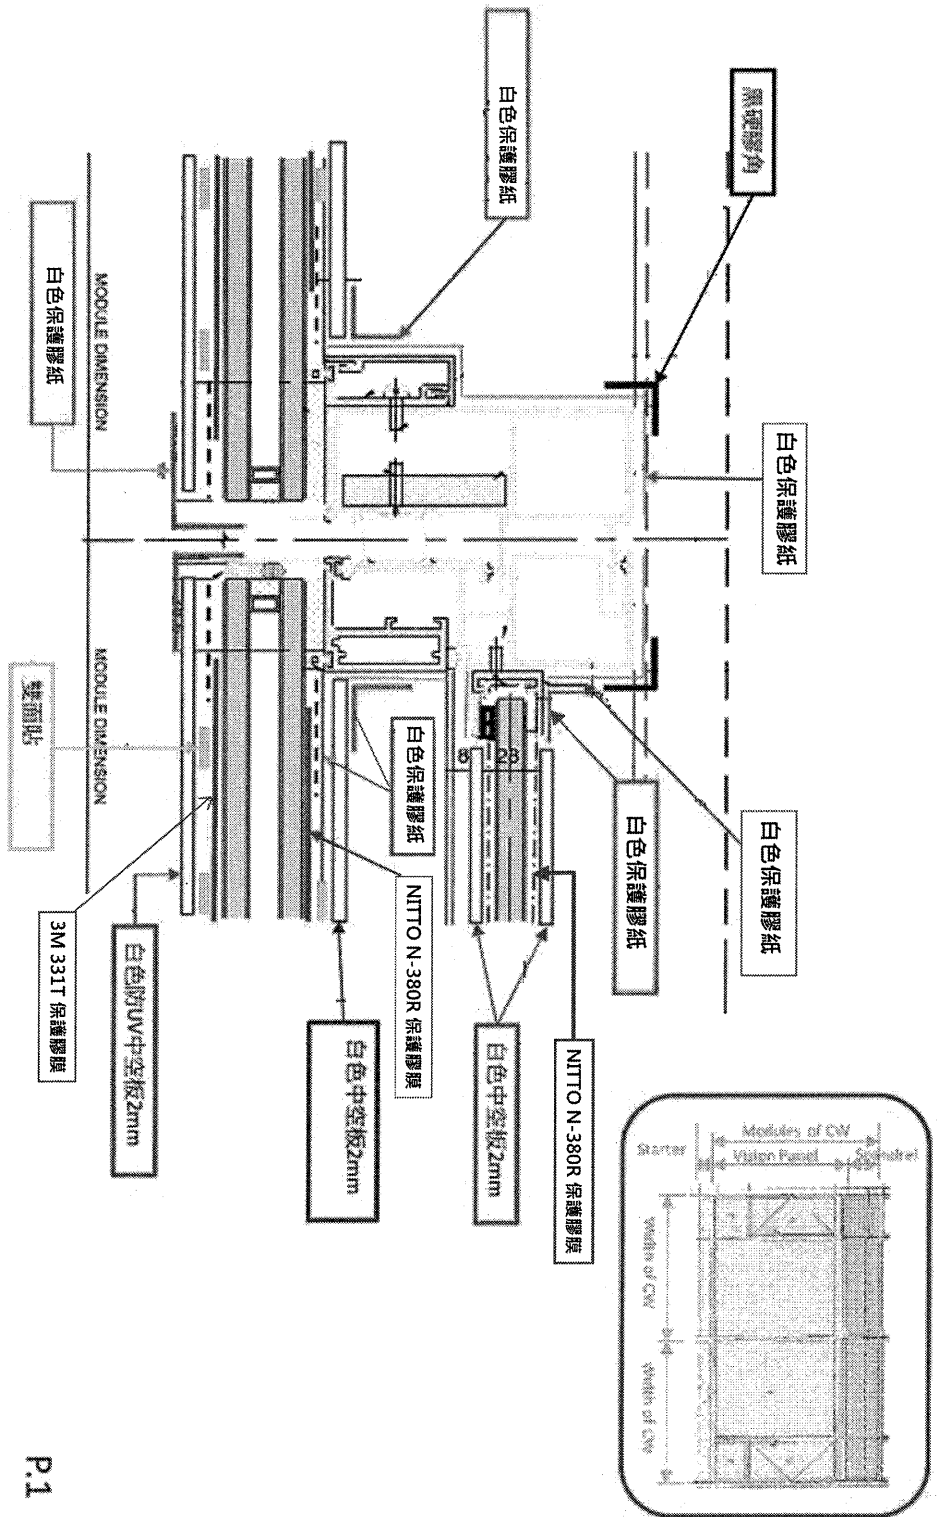 黑硬膠角
白色保護膠紙
白色保護膠紙
白色保護膠紙
MODULE DIMENSION
MODULE DIMENSION
雙面貼
白色保護膠紙
8 28
白色保護膠紙
白色保護膠紙
3M 331T 保護膠膜
白色防UV中空板2mm
NITTO N-380R 保護膠膜
白色中空板2mm
白色中空板2mm
NITTO N-380R 保護膠膜
Starter
Modules of CW
Vision Panel
Spandrel
Width of CW
Width of CW
P.1